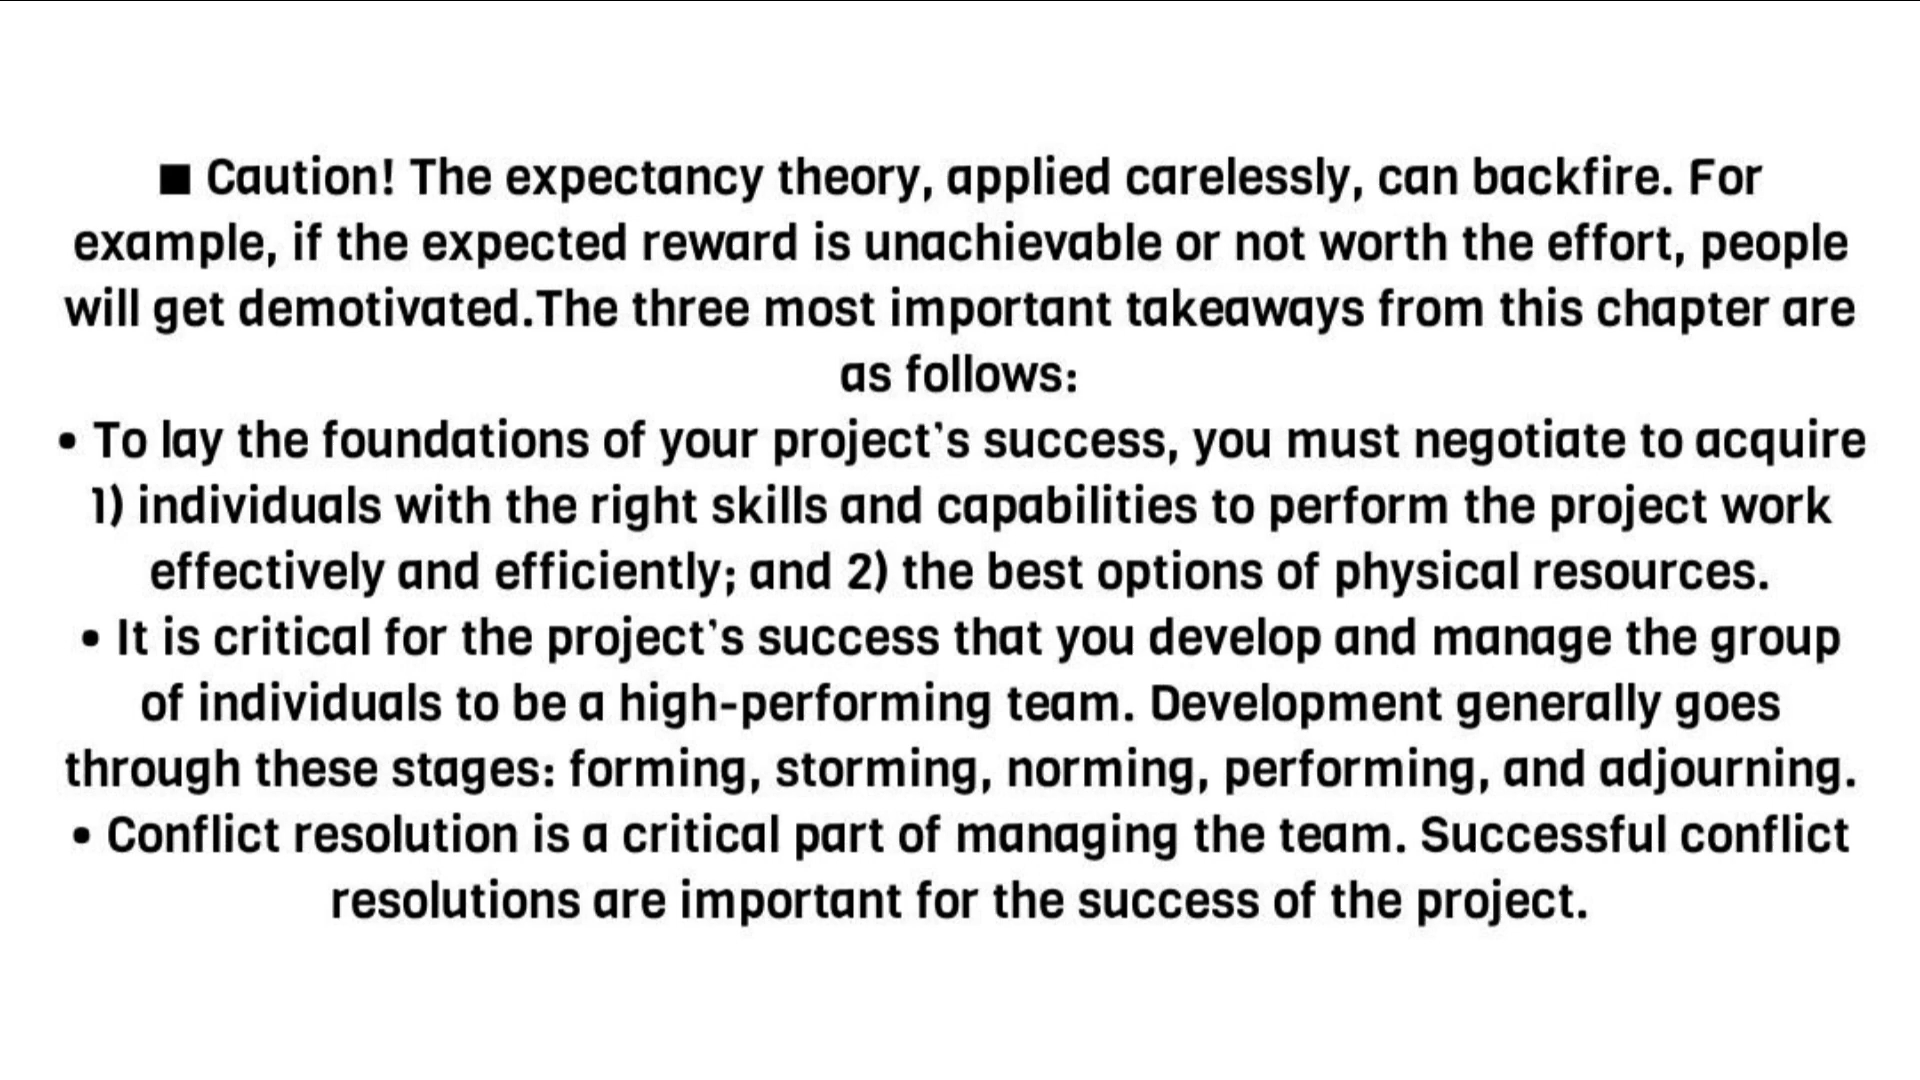 ■ Caution! The expectancy theory, applied carelessly, can backfire. For
example, if the expected reward is unachievable or not worth the effort, people
will get demotivated.The three most important takeaways from this chapter are
as follows:
• To lay the foundations of your project's success, you must negotiate to acquire
1) individuals with the right skills and capabilities to perform the project work
effectively and efficiently; and 2) the best options of physical resources.
• It is critical for the project's success that you develop and manage the group
of individuals to be a high-performing team. Development generally goes
through these stages: forming, storming, norming, performing, and adjourning.
• Conflict resolution is a critical part of managing the team. Successful conflict
resolutions are important for the success of the project.